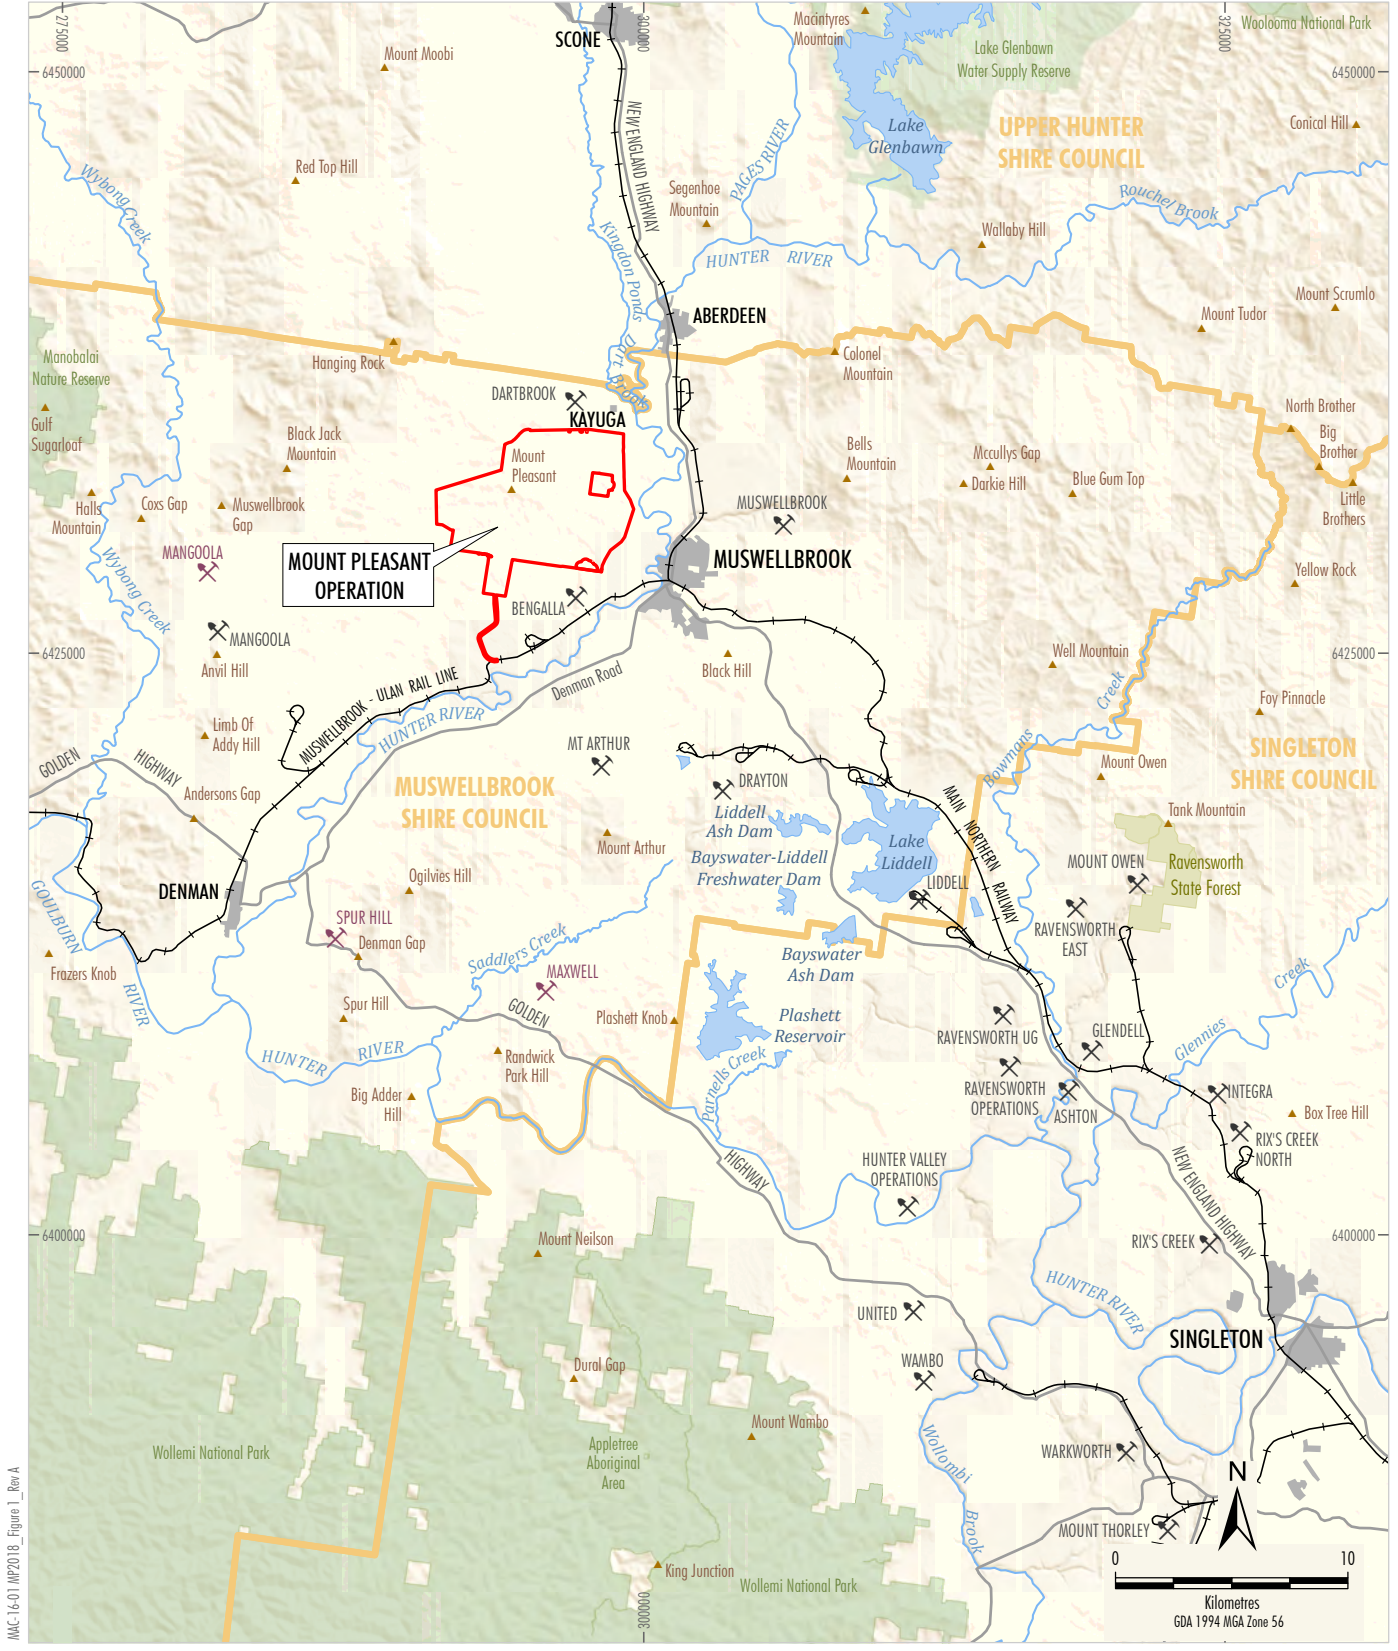 275000
300000
325000
SCONE
Macintyres
Mountain
Lake Glenbawn
Water Supply Reserve
Woolooma National Park
Mount Moobi
6450000
6450000
NEW ENGLAND HIGHWAY
PAGES RIVER
Lake
Glenbawn
UPPER HUNTER
SHIRE COUNCIL
Conical Hill
Wybong Creek
Red Top Hill
Segenhoe
Mountain
Rouchel Brook
Wallaby Hill
Kingdon Ponds
HUNTER RIVER
Mount Scrumlo
Mount Tudor
ABERDEEN
Manobalai
Nature Reserve
Hanging Rock
Dart Brook
Colonel
Mountain
DARTBROOK
KAYUGA
Gulf
Sugarloaf
Black Jack
Mountain
Mount
Pleasant
Bells
Mountain
Mccullys Gap
Darkie Hill
Blue Gum Top
North Brother
Big
Brother
Little
Brothers
Halls
Mountain
Coxs Gap
Muswellbrook
Gap
MUSWELLBROOK
MANGOOLA
MOUNT PLEASANT
OPERATION
MUSWELLBROOK
Yellow Rock
Wybong Creek
BENGALLA
MANGOOLA
Anvil Hill
6425000
6425000
Black Hill
Well Mountain
Denman Road
MUSWELLBROOK - ULAN RAIL LINE
HUNTER RIVER
Creek
Foy Pinnacle
Limb Of
Addy Hill
GOLDEN
HIGHWAY
MT ARTHUR
Bowmans
SINGLETON
SHIRE COUNCIL
Mount Owen
DRAYTON
MUSWELLBROOK
SHIRE COUNCIL
Andersons Gap
MAIN NORTHERN RAILWAY
Liddell
Ash Dam
Tank Mountain
Mount Arthur
Bayswater-Liddell
Freshwater Dam
Lake
Liddell
MOUNT OWEN
Ravensworth
State Forest
DENMAN
Ogilvies Hill
LIDDELL
GOULBURN
RIVER
SPUR HILL
Denman Gap
RAVENSWORTH
EAST
Saddlers Creek
Bayswater
Ash Dam
Frazers Knob
MAXWELL
Creek
Spur Hill
GOLDEN
Plashett Knob
Plashett
Reservoir
RAVENSWORTH UG
GLENDELL
Glennies
HUNTER RIVER
Randwick
Park Hill
Parnells Creek
RAVENSWORTH
OPERATIONS
ASHTON
INTEGRA
Big Adder
Hill
Box Tree Hill
RIX'S CREEK
NORTH
HIGHWAY
HUNTER VALLEY
OPERATIONS
NEW ENGLAND HIGHWAY
6400000
6400000
Mount Neilson
RIX'S CREEK
HUNTER RIVER
UNITED
SINGLETON
WAMBO
Dural Gap
Mount Wambo
Wollemi National Park
Appletree
Aboriginal
Area
Wollombi
Brook
WARKWORTH
N
MOUNT THORLEY
King Junction
Wollemi National Park
0
10
Kilometres
GDA 1994 MGA Zone 56
300000
MAC-16-01 MP2018_Figure 1_Rev A